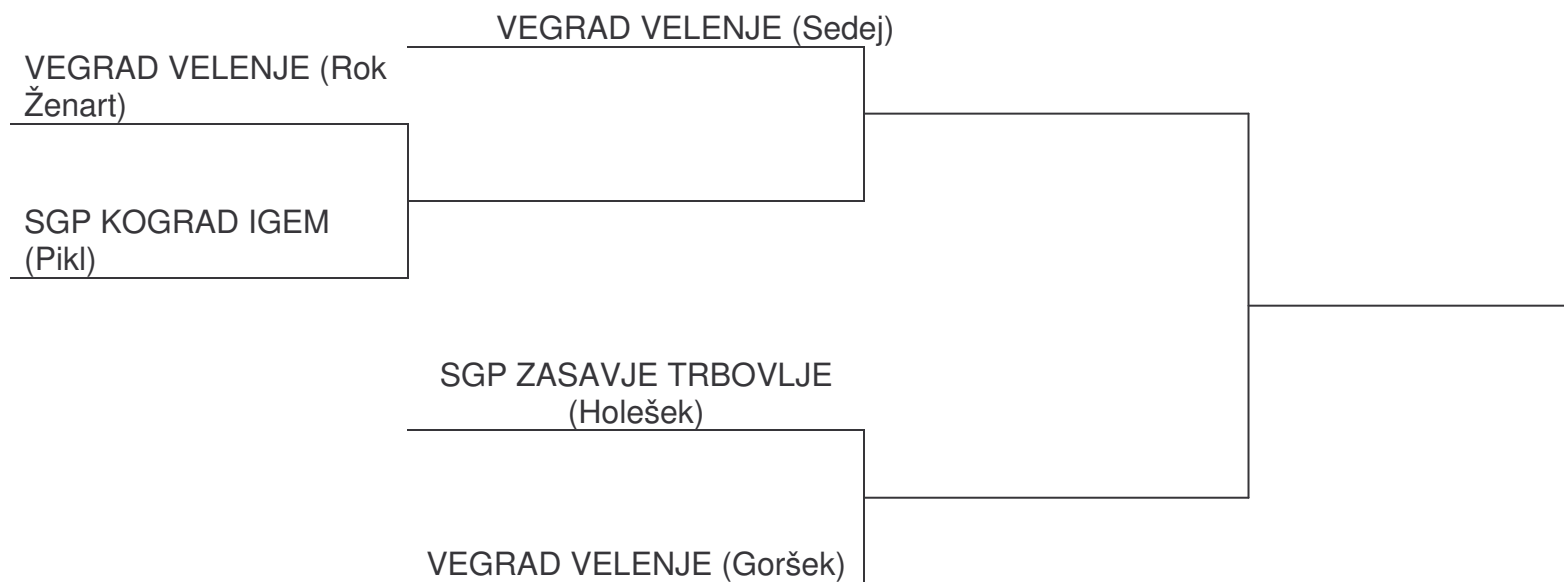 VEGRAD VELENJE (Sedej)
VEGRAD VELENJE (Rok
Ženart)
SGP KOGRAD IGEM
(Pikl)
SGP ZASAVJE TRBOVLJE
(Holešek)
VEGRAD VELENJE (Goršek)